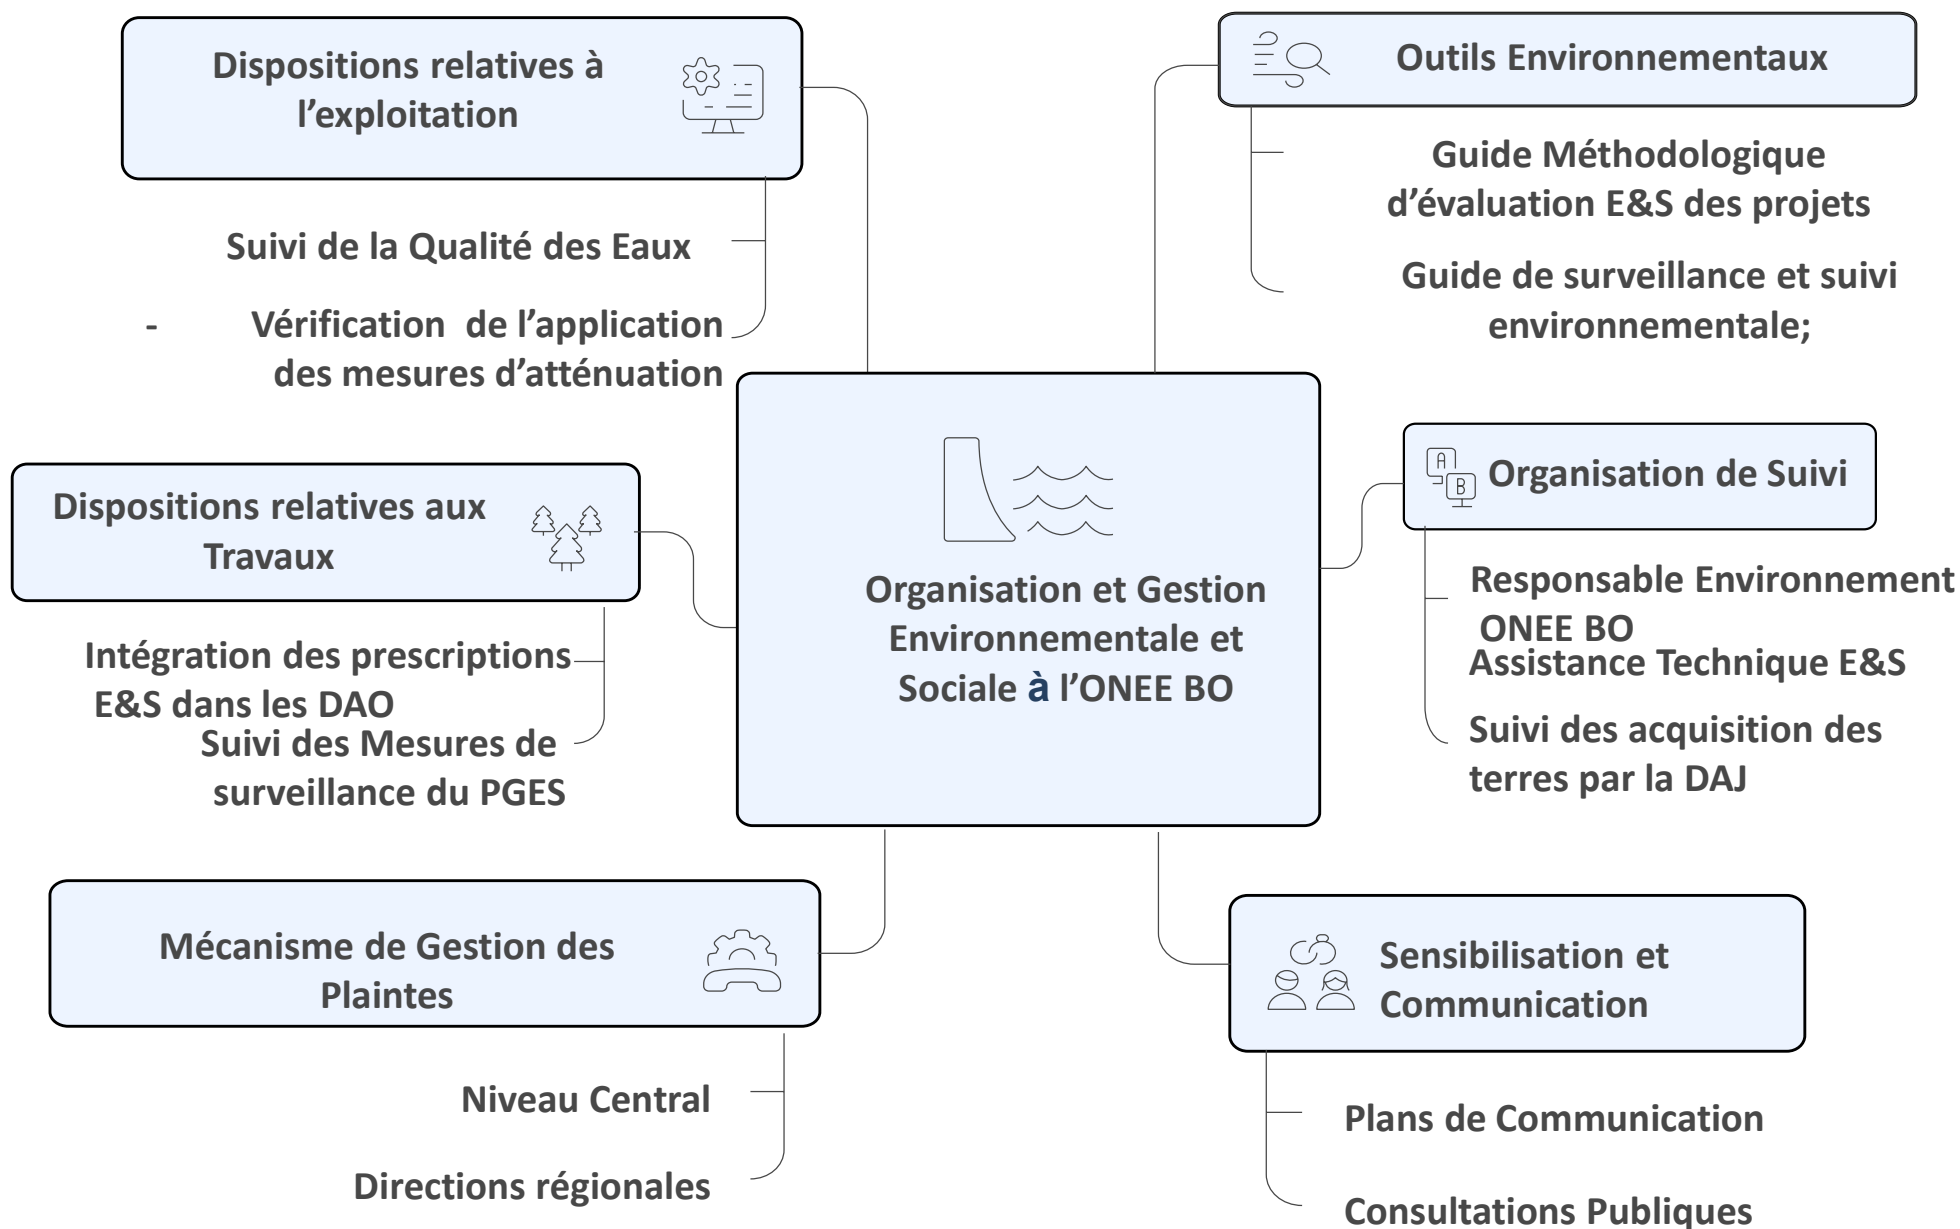 Dispositions relatives à
l’exploitation
Suivi de la Qualité des Eaux
- Vérification de l’application
des mesures d’atténuation
Dispositions relatives aux
Travaux
Intégration des prescriptions
E&S dans les DAO
Suivi des Mesures de
surveillance du PGES
Mécanisme de Gestion des
Plaintes
Niveau Central
Directions régionales
Organisation et Gestion
Environnementale et
Sociale à l’ONEE BO
Outils Environnementaux
Guide Méthodologique
d’évaluation E&S des projets
Guide de surveillance et suivi
environnementale;
A
B
Organisation de Suivi
Responsable Environnement
ONEE BO
Assistance Technique E&S
Suivi des acquisition des
terres par la DAJ
Sensibilisation et
Communication
Plans de Communication
Consultations Publiques